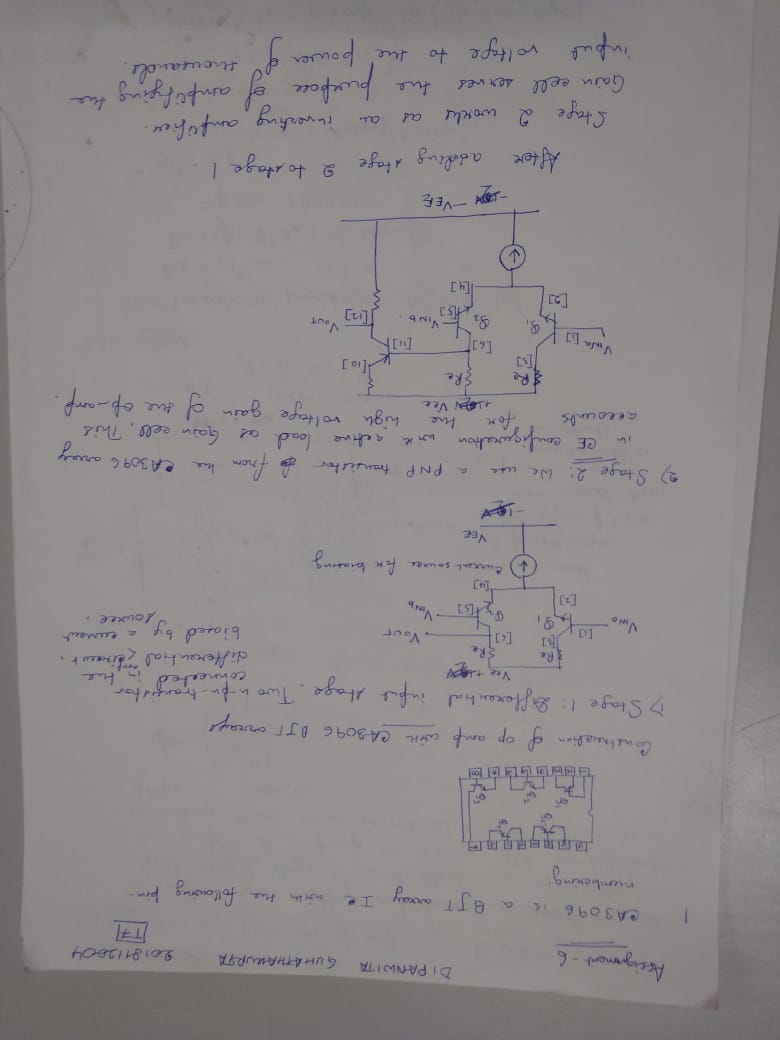 Assignment - 6
DIPANWITA GUHATHAKURTA
2018112004
T7
1 CA3096 is a BJT array IC with the following pin-
numbering:
Construction of op amp with CA3096 BJT arrays
1) Stage 1: Differential input stage. Two npn-transistor
connected in the
differential amp circuit.
biased by a current
source.
Vcc
Rc Rc
[3] [6]
VOUT
VINa [1] Q1 Q2 [5] VINb
[2] [4]
Current source for biasing
VEE
2) Stage 2: We use a PNP transistor from the CA3096 array
in CE configuration with active load as Gain cell. This
accounts for the high voltage gain of the op-amp.
VCC
Rc Rc
[3] [6] [10]
[11]
VINa [1] Q1 Q2 [5] VINb [12] VOUT
[2] [4]
-VEE
After adding stage 2 to stage 1.
Stage 2 works as an inverting amplifier.
Gain cell serves the purpose of amplifying the
input voltage to the power of thousands.